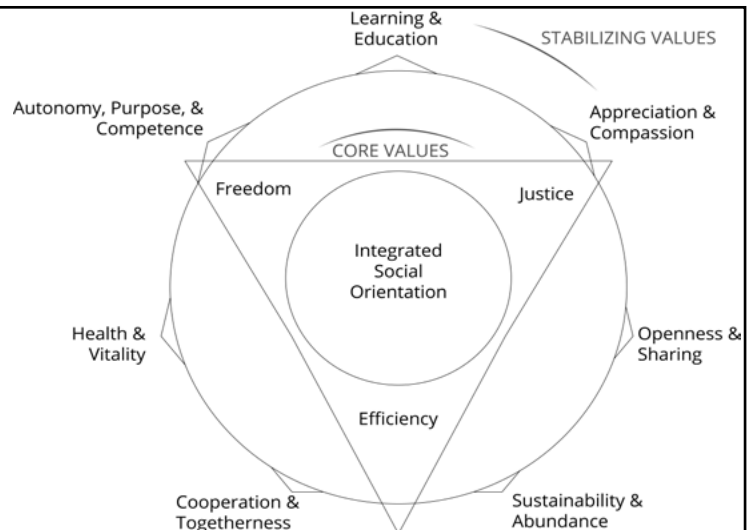 Learning &
Education
STABILIZING VALUES
Autonomy, Purpose, &
Competence
Appreciation &
Compassion
CORE VALUES
Freedom
Justice
Integrated
Social
Orientation
Health &
Vitality
Openness &
Sharing
Efficiency
Cooperation &
Togetherness
Sustainability &
Abundance